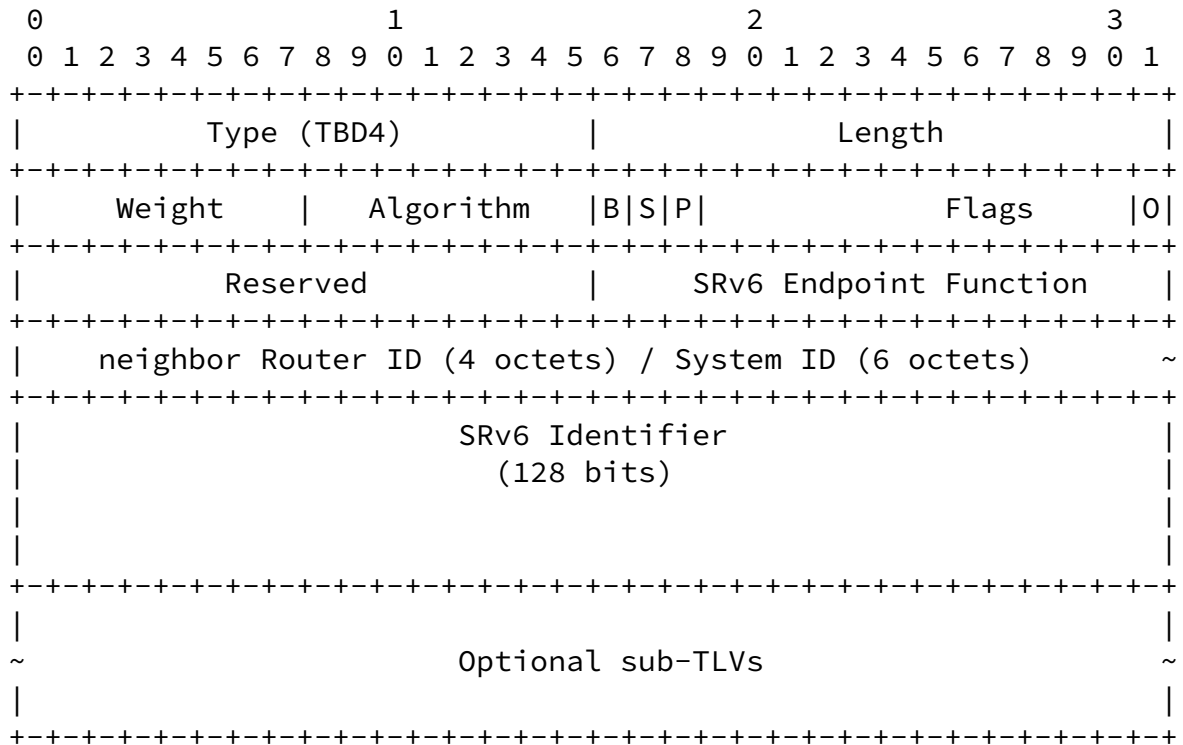 0                   1                   2                   3
 0 1 2 3 4 5 6 7 8 9 0 1 2 3 4 5 6 7 8 9 0 1 2 3 4 5 6 7 8 9 0 1
+-+-+-+-+-+-+-+-+-+-+-+-+-+-+-+-+-+-+-+-+-+-+-+-+-+-+-+-+-+-+-+-+
|          Type (TBD4)          |             Length            |
+-+-+-+-+-+-+-+-+-+-+-+-+-+-+-+-+-+-+-+-+-+-+-+-+-+-+-+-+-+-+-+-+
|     Weight    |   Algorithm   |B|S|P|             Flags     |O|
+-+-+-+-+-+-+-+-+-+-+-+-+-+-+-+-+-+-+-+-+-+-+-+-+-+-+-+-+-+-+-+-+
|           Reserved            |     SRv6 Endpoint Function    |
+-+-+-+-+-+-+-+-+-+-+-+-+-+-+-+-+-+-+-+-+-+-+-+-+-+-+-+-+-+-+-+-+
|    neighbor Router ID (4 octets) / System ID (6 octets)       ~
+-+-+-+-+-+-+-+-+-+-+-+-+-+-+-+-+-+-+-+-+-+-+-+-+-+-+-+-+-+-+-+-+
|                        SRv6 Identifier                        |
|                          (128 bits)                           |
|                                                               |
|                                                               |
+-+-+-+-+-+-+-+-+-+-+-+-+-+-+-+-+-+-+-+-+-+-+-+-+-+-+-+-+-+-+-+-+
|                                                               |
~                        Optional sub-TLVs                      ~
|                                                               |
+-+-+-+-+-+-+-+-+-+-+-+-+-+-+-+-+-+-+-+-+-+-+-+-+-+-+-+-+-+-+-+-+